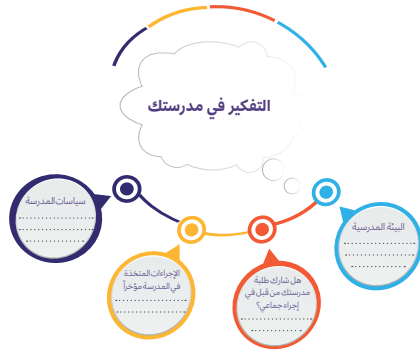 التفكير في مدرستك
البيئة المدرسية
هل شارك طلبة
مدرستك من قبل في
إجراء جماعي؟
الإجراءات المتخذة
في المدرسة مؤخراً
سياسات المدرسة